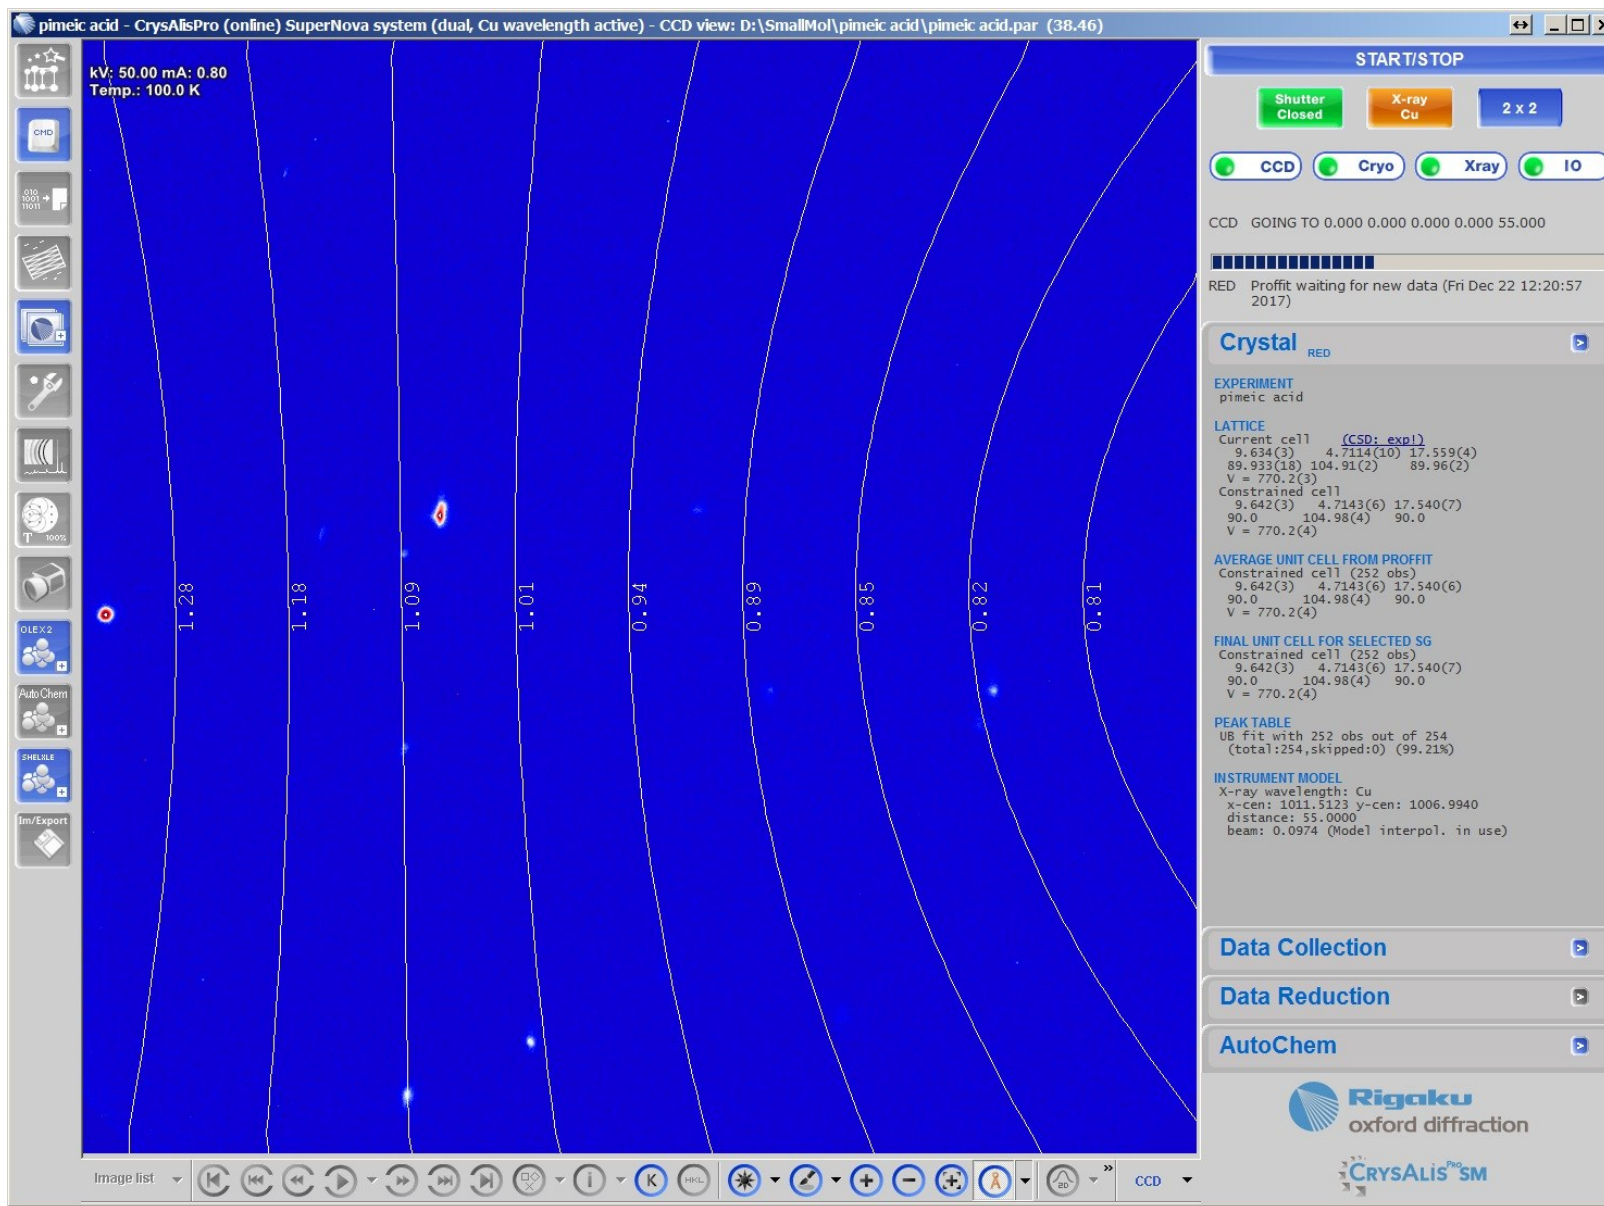 pimeic acid - CrysAlisPro (online) SuperNova system (dual, Cu wavelength active) - CCD view: D:\SmallMol\pimeic acid\pimeic acid.par (38.46)
kV: 50.00 mA: 0.80
Temp.: 100.0 K
CMD
010
1001
11011
T 100%
OLEX2
AutoChem
SHELXLE
Im/Export
1.28
1.18
1.09
1.01
0.94
0.89
0.85
0.82
0.81
START/STOP
Shutter
Closed
X-ray
Cu
2 x 2
CCD
Cryo
Xray
IO
CCD GOING TO 0.000 0.000 0.000 0.000 55.000
RED Proffit waiting for new data (Fri Dec 22 12:20:57
2017)
Crystal RED
EXPERIMENT
pimeic acid
LATTICE
Current cell (CSD: exp!)
9.634(3) 4.7114(10) 17.559(4)
89.933(18) 104.91(2) 89.96(2)
V = 770.2(3)
Constrained cell
9.642(3) 4.7143(6) 17.540(7)
90.0 104.98(4) 90.0
V = 770.2(4)
AVERAGE UNIT CELL FROM PROFFIT
Constrained cell (252 obs)
9.642(3) 4.7143(6) 17.540(6)
90.0 104.98(4) 90.0
V = 770.2(4)
FINAL UNIT CELL FOR SELECTED SG
Constrained cell (252 obs)
9.642(3) 4.7143(6) 17.540(7)
90.0 104.98(4) 90.0
V = 770.2(4)
PEAK TABLE
UB fit with 252 obs out of 254
(total:254,skipped:0) (99.21%)
INSTRUMENT MODEL
X-ray wavelength: Cu
x-cen: 1011.5123 y-cen: 1006.9940
distance: 55.0000
beam: 0.0974 (Model interpol. in use)
Data Collection
Data Reduction
AutoChem
Rigaku
oxford diffraction
CRYSALIS PRO SM
Image list
K
HKL
2D
CCD